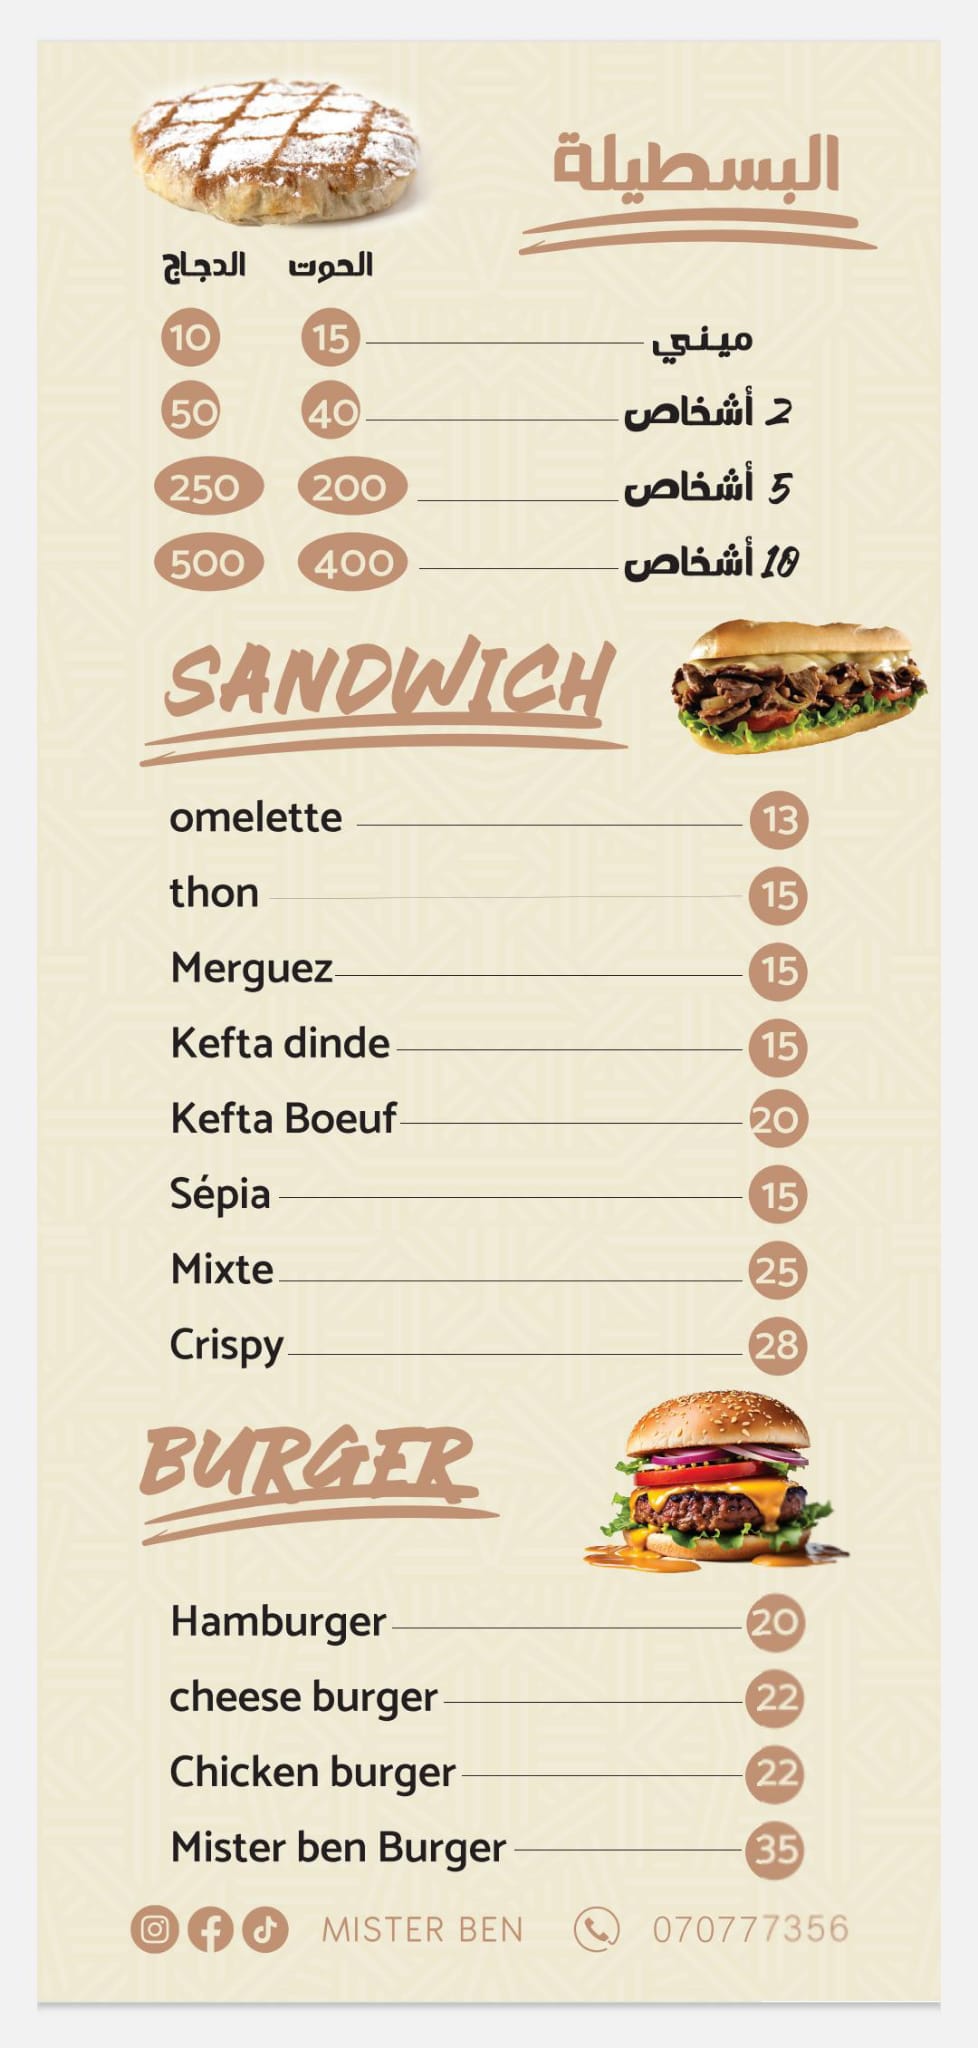 البسطيلة
الحوت الدجاج
ميني 15 10
2 أشخاص 40 50
5 أشخاص 200 250
10 أشخاص 400 500
SANDWICH
omelette 13
thon 15
Merguez 15
Kefta dinde 15
Kefta Boeuf 20
Sépia 15
Mixte 25
Crispy 28
BURGER
Hamburger 20
cheese burger 22
Chicken burger 22
Mister ben Burger 35
MISTER BEN 070777356